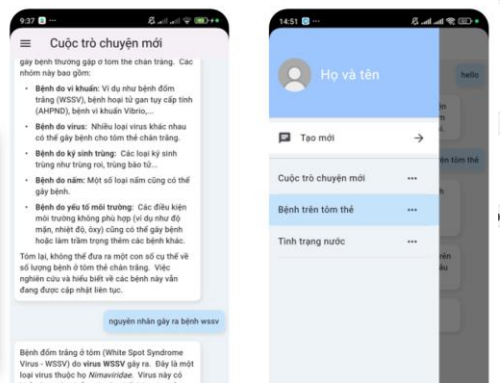 9:37
Cuộc trò chuyện mới
gây bệnh thường gặp ở tôm thẻ chân trắng. Các
nhóm này bao gồm:
• Bệnh do vi khuẩn: Ví dụ như bệnh đốm
trắng (WSSV), bệnh hoại tử gan tụy cấp tính
(AHPND), bệnh vi khuẩn Vibrio,...
• Bệnh do virus: Nhiều loại virus khác nhau
có thể gây bệnh cho tôm thẻ chân trắng.
• Bệnh do ký sinh trùng: Các loại ký sinh
trùng như trùng roi, trùng bào tử...
• Bệnh do nấm: Một số loại nấm cũng có thể
gây bệnh.
• Bệnh do yếu tố môi trường: Các điều kiện
môi trường không phù hợp (ví dụ như độ
mặn, nhiệt độ, ôxy) cũng có thể gây bệnh
hoặc làm trầm trọng thêm các bệnh khác.
Tóm lại, không thể đưa ra một con số cụ thể về
số lượng bệnh ở tôm thẻ chân trắng. Việc
nghiên cứu và hiểu biết về các bệnh này vẫn
đang được cập nhật liên tục.
nguyên nhân gây ra bệnh wssv
Bệnh đốm trắng ở tôm (White Spot Syndrome
Virus - WSSV) do virus WSSV gây ra. Đây là một
loại virus thuộc họ Nimaviridae. Virus này có
14:51
Họ và tên
hello
Tạo mới
ên tôm thẻ
Cuộc trò chuyện mới
Bệnh trên tôm thẻ
Tình trạng nước